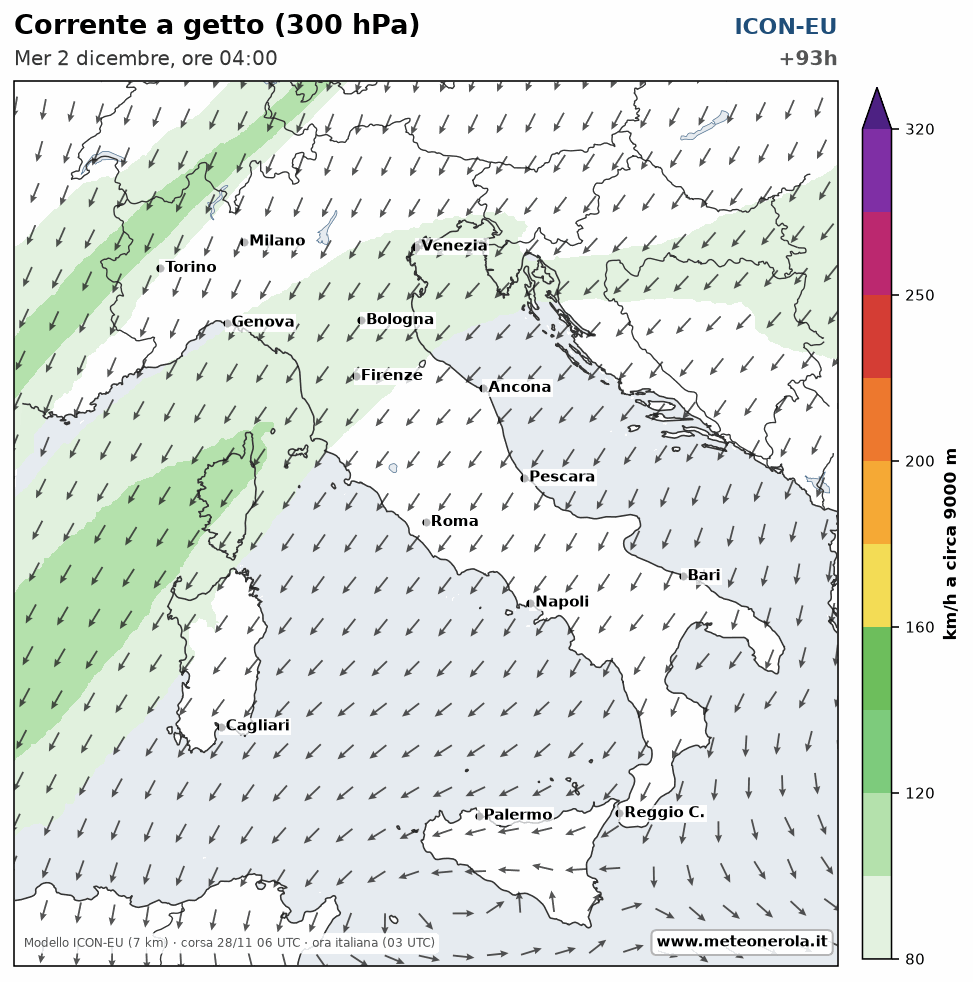 Corrente a getto (300 hPa)
ICON-EU
Mer 2 dicembre, ore 04:00
+93h
Milano
Venezia
Torino
Genova
Bologna
Firenze
Ancona
Pescara
Roma
Bari
Napoli
Cagliari
Palermo
Reggio C.
320
250
200
160
120
80
km/h a circa 9000 m
Modello ICON-EU (7 km) · corsa 28/11 06 UTC · ora italiana (03 UTC)
www.meteonerola.it